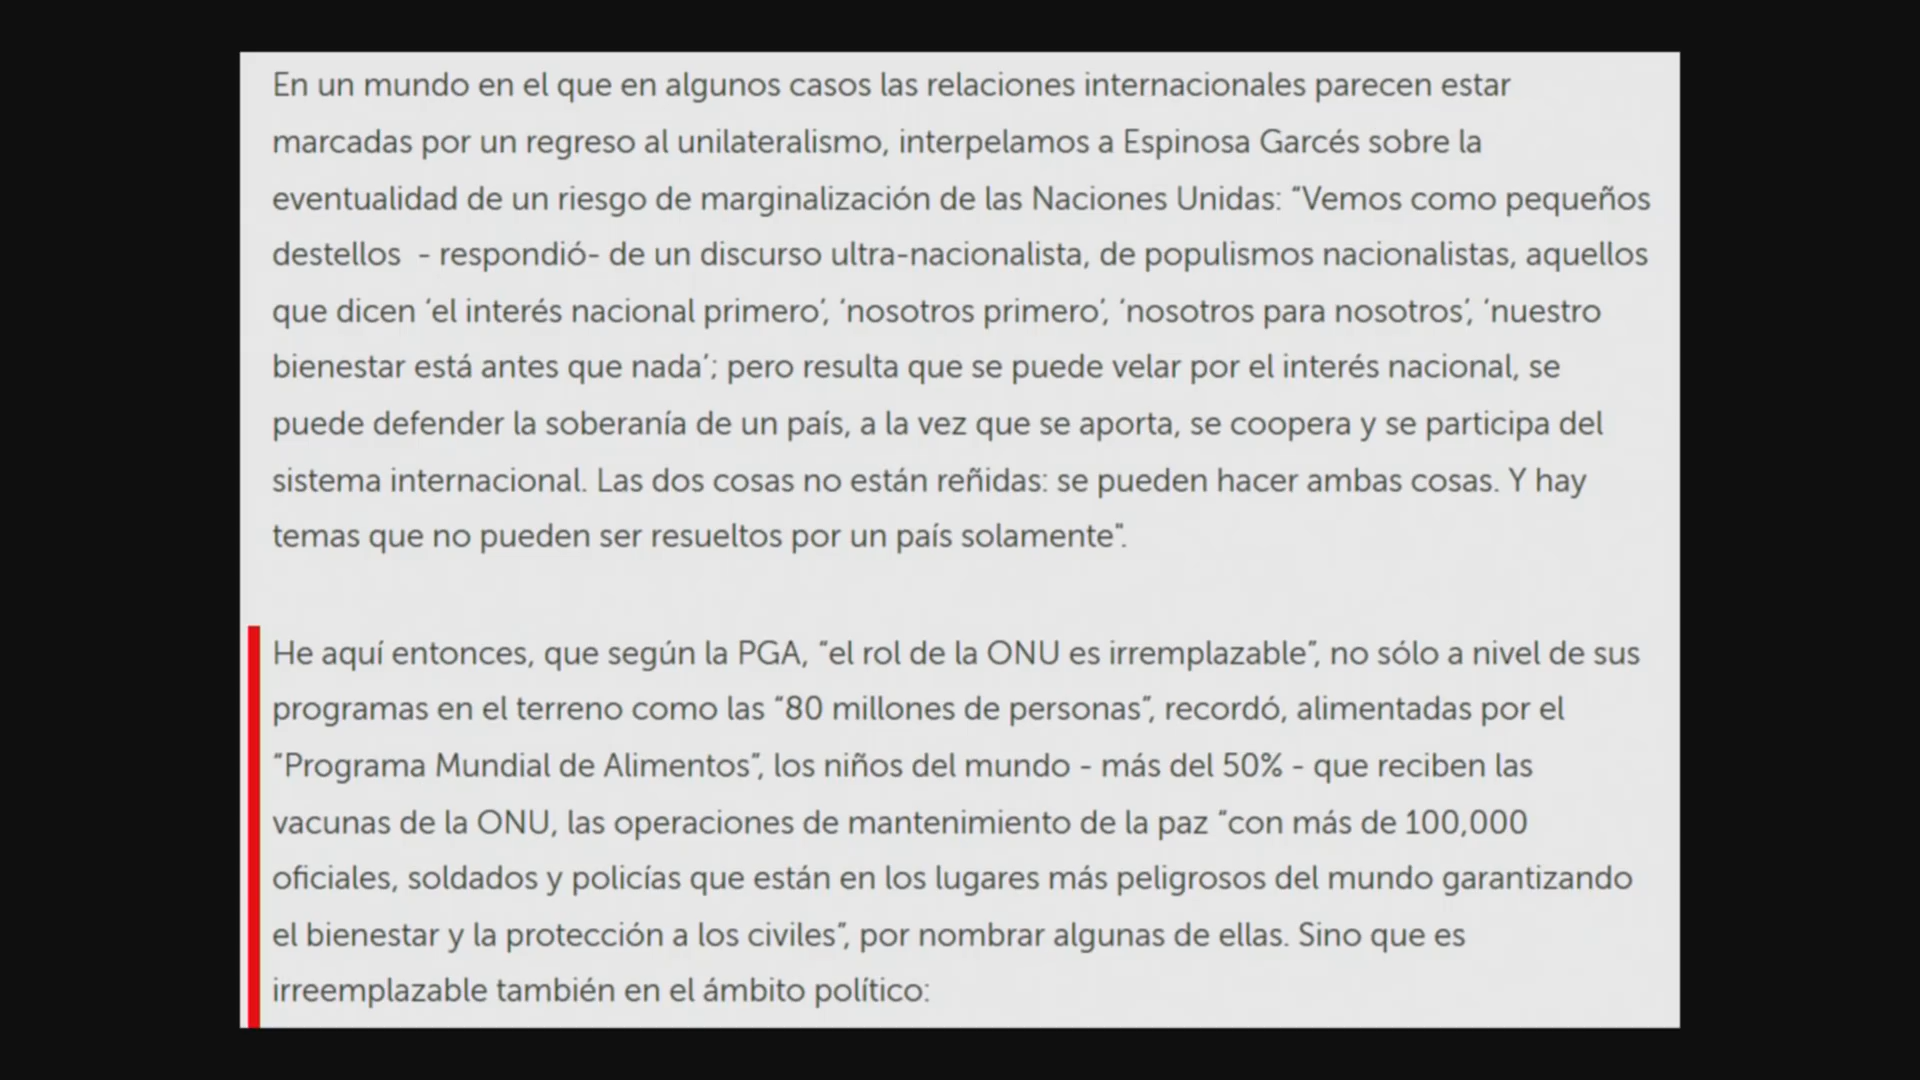 En un mundo en el que en algunos casos las relaciones internacionales parecen estar
marcadas por un regreso al unilateralismo, interpelamos a Espinosa Garcés sobre la
eventualidad de un riesgo de marginalización de las Naciones Unidas: “Vemos como pequeños
destellos  - respondió- de un discurso ultra-nacionalista, de populismos nacionalistas, aquellos
que dicen ‘el interés nacional primero’, ‘nosotros primero’, ‘nosotros para nosotros’, ‘nuestro
bienestar está antes que nada’; pero resulta que se puede velar por el interés nacional, se
puede defender la soberanía de un país, a la vez que se aporta, se coopera y se participa del
sistema internacional. Las dos cosas no están reñidas: se pueden hacer ambas cosas. Y hay
temas que no pueden ser resueltos por un país solamente".
He aquí entonces, que según la PGA, “el rol de la ONU es irremplazable”, no sólo a nivel de sus
programas en el terreno como las “80 millones de personas”, recordó, alimentadas por el
“Programa Mundial de Alimentos”, los niños del mundo - más del 50% - que reciben las
vacunas de la ONU, las operaciones de mantenimiento de la paz “con más de 100,000
oficiales, soldados y policías que están en los lugares más peligrosos del mundo garantizando
el bienestar y la protección a los civiles”, por nombrar algunas de ellas. Sino que es
irreemplazable también en el ámbito político: